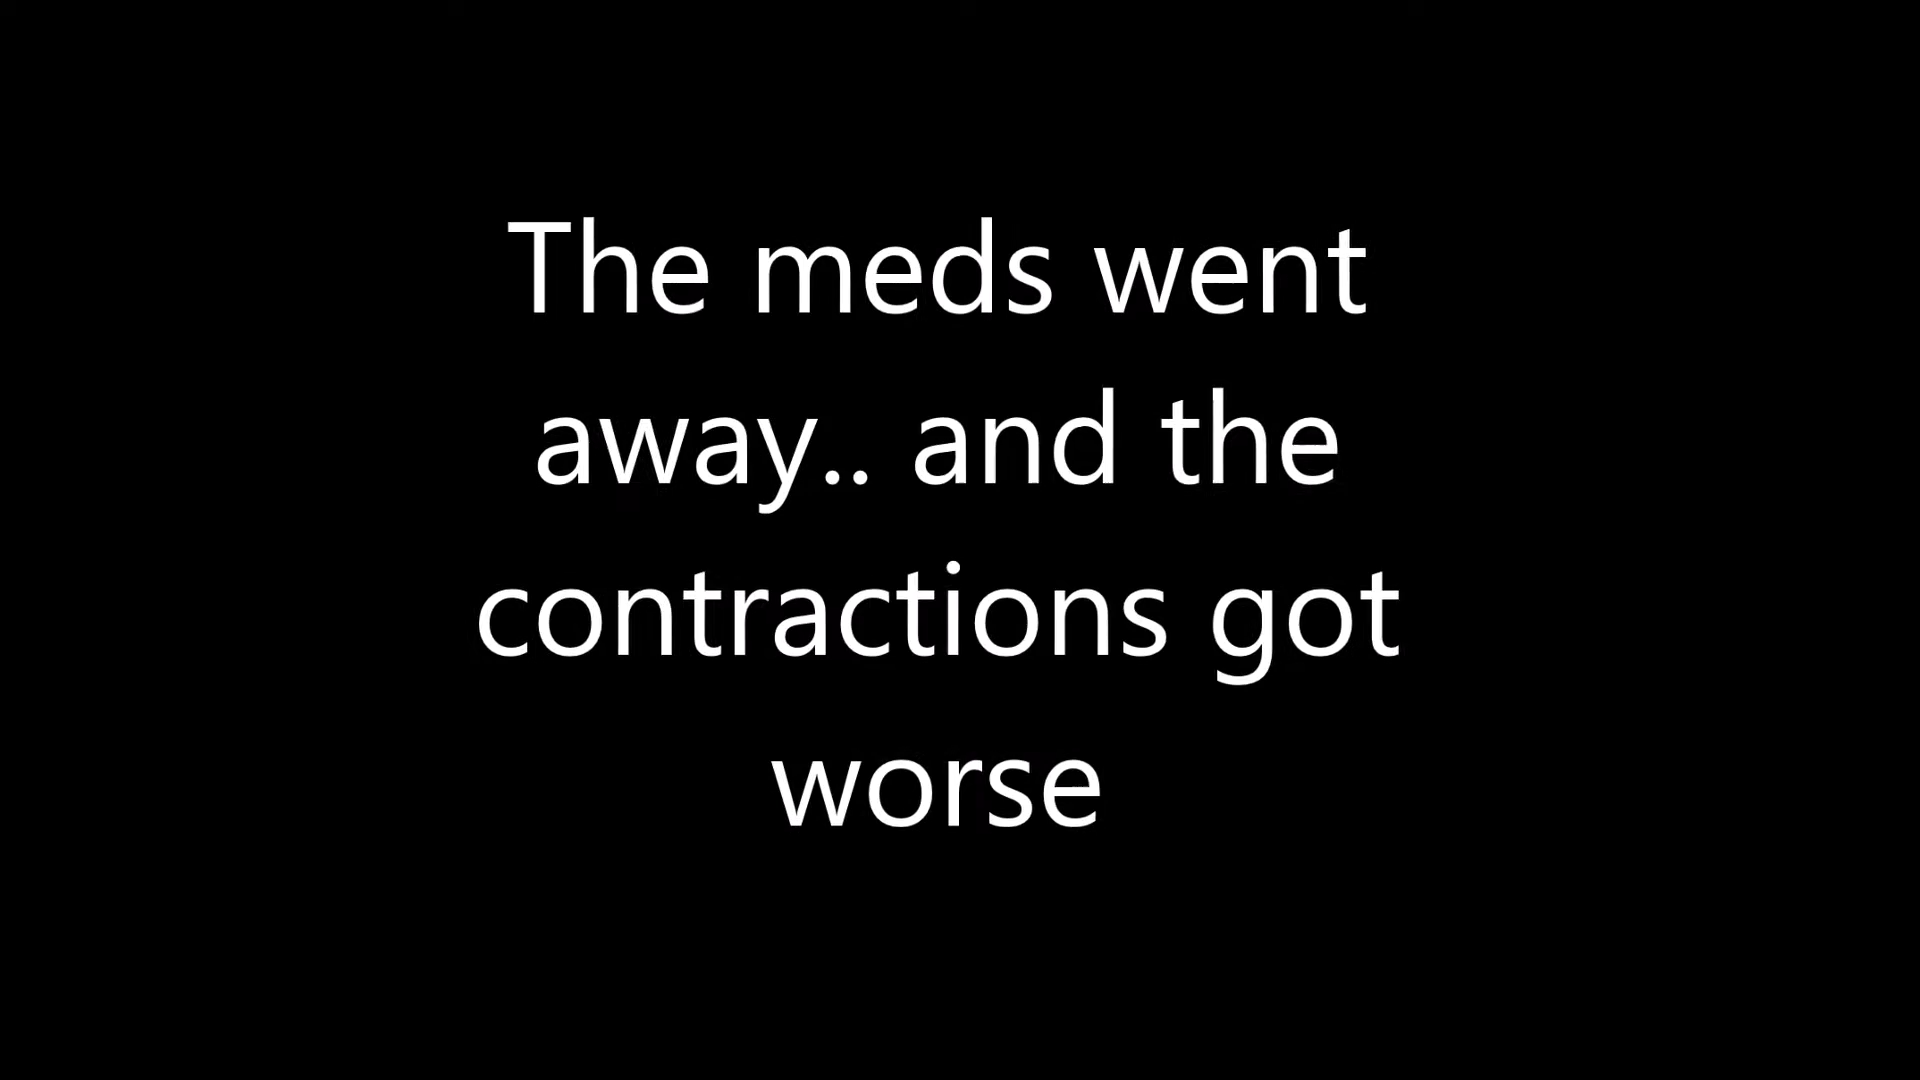 The meds went
away.. and the
contractions got
worse